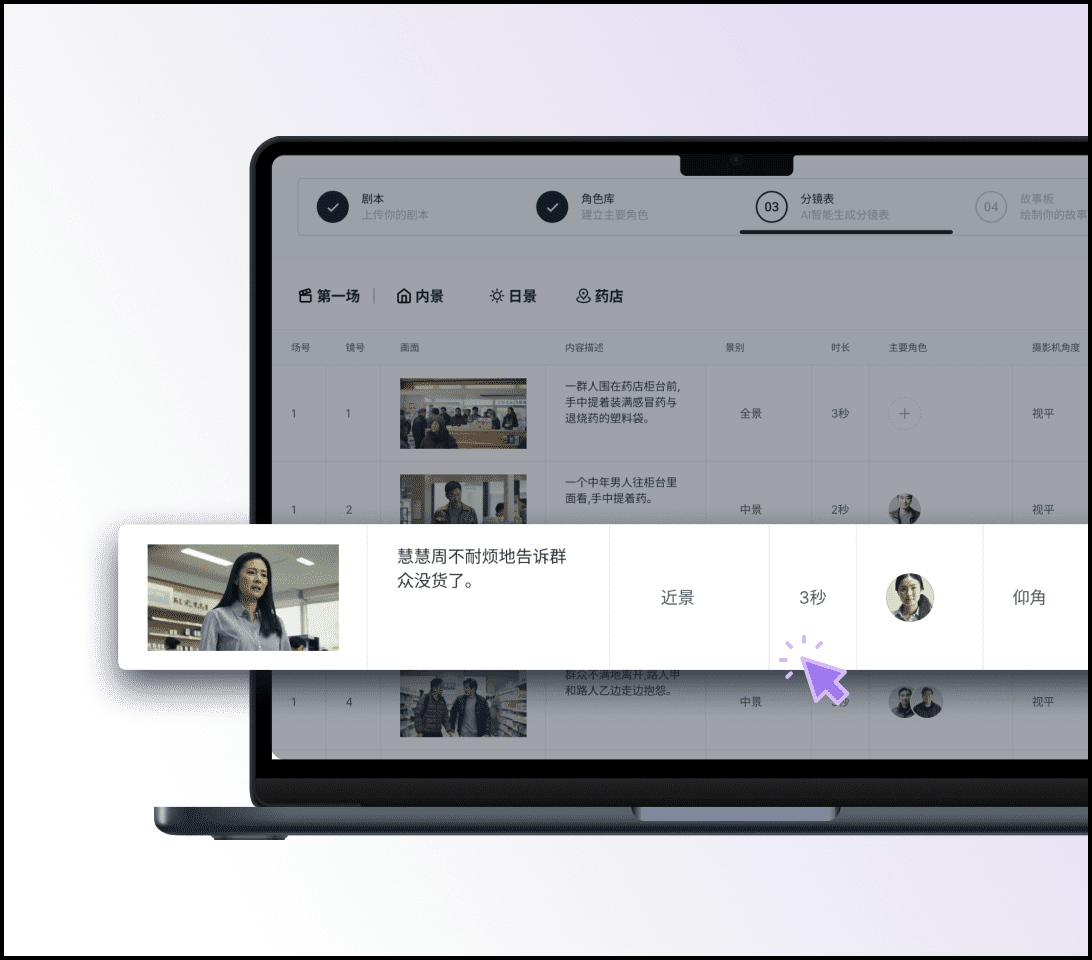 剧本
上传你的剧本
角色库
建立主要角色
03
分镜表
AI智能生成分镜表
04
故事板
绘制你的故事
第一场
内景
日景
药店
场号
镜号
画面
内容描述
景别
时长
主要角色
摄影机角度
1
1
一群人围在药店柜台前,
手中提着装满感冒药与
退烧药的塑料袋。
全景
3秒
视平
1
2
一个中年男人往柜台里
面看,手中提着药。
中景
2秒
视平
慧慧周不耐烦地告诉群
众没货了。
近景
3秒
仰角
1
4
群众不满地离开,路人甲
和路人乙边走边抱怨。
中景
秒
视平